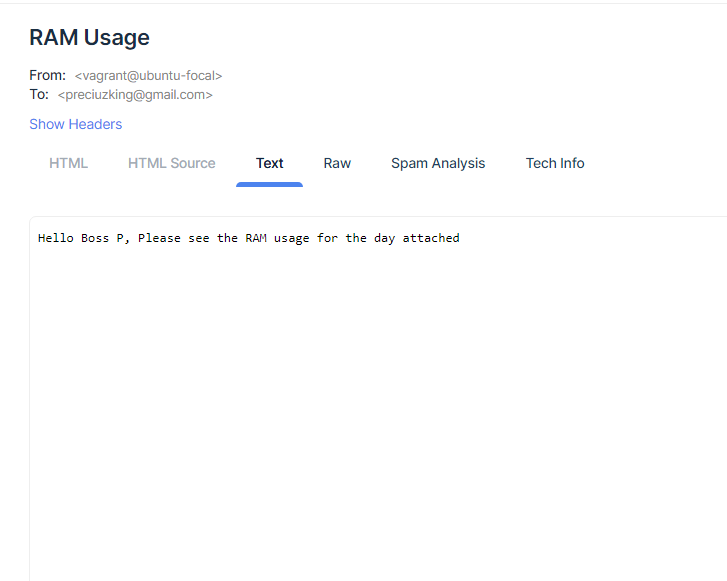 RAM Usage
From: <vagrant@ubuntu-focal>
To: <preciuzking@gmail.com>
Show Headers
HTML HTML Source Text Raw Spam Analysis Tech Info
Hello Boss P, Please see the RAM usage for the day attached